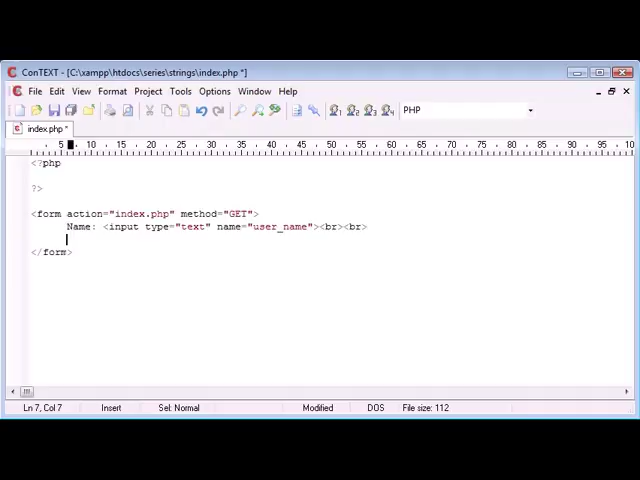 ConTEXT - [C:\xampp\htdocs\series\strings\index.php *]
File Edit View Format Project Tools Options Window Help
PHP
index.php *
5 10 15 20 25 30 35 40 45 50 55 60 65 70 75 80 85 90 95 10
<?php
?>
<form action="index.php" method="GET">
Name: <input type="text" name="user_name"><br><br>
</form>
Ln 7, Col 7 Insert Sel: Normal Modified DOS File size: 112